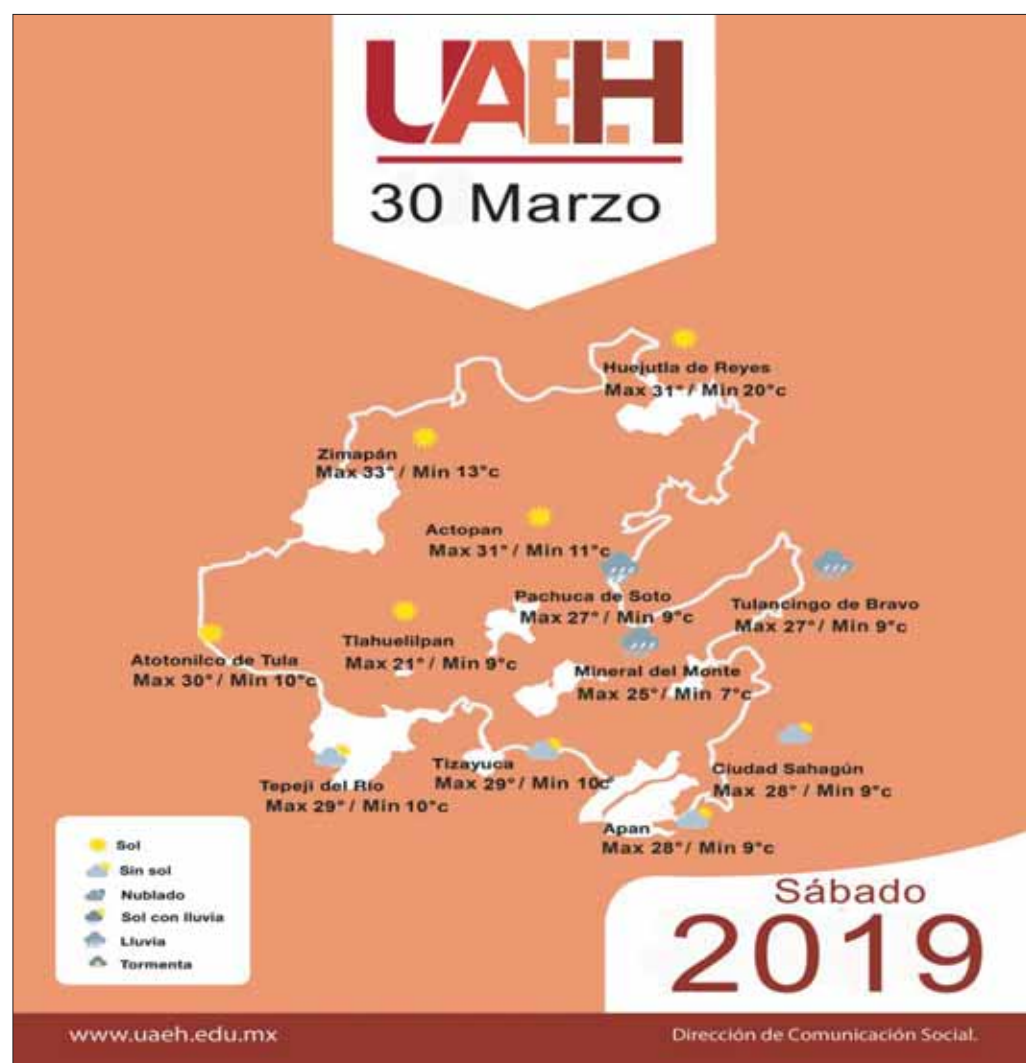 UAEH
30 Marzo
Huejutla de Reyes
Max 31° / Min 20°c
Zimapán
Max 33° / Min 13°c
Actopan
Max 31° / Min 11°c
Pachuca de Soto
Max 27° / Min 9°c
Tulancingo de Bravo
Max 27° / Min 9°c
Tlahuelilpan
Max 21° / Min 9°c
Atotonilco de Tula
Max 30° / Min 10°c
Mineral del Monte
Max 25° / Min 7°c
Tizayuca
Max 29° / Min 10c°
Ciudad Sahagún
Max 28° / Min 9°c
Tepeji del Río
Max 29° / Min 10°c
Apan
Max 28° / Min 9°c
Sol
Sin sol
Nublado
Sol con lluvia
Lluvia
Tormenta
Sábado
2019
www.uaeh.edu.mx
Dirección de Comunicación Social.